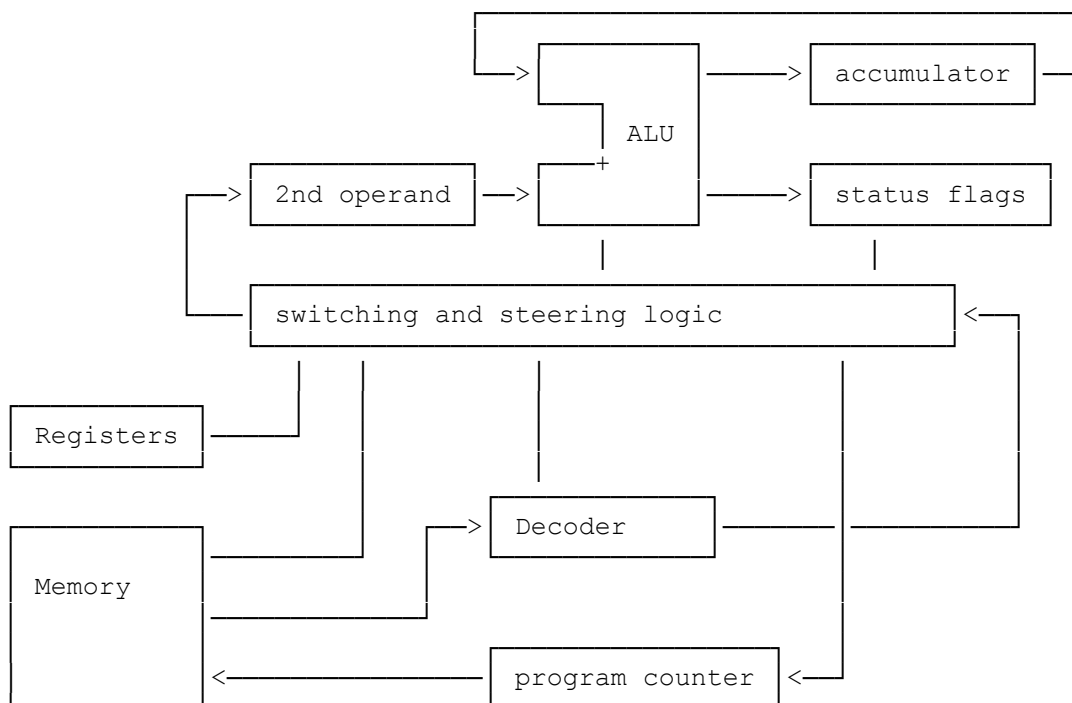 accumulator
ALU
2nd operand
status flags
switching and steering logic
Registers
Decoder
Memory
program counter